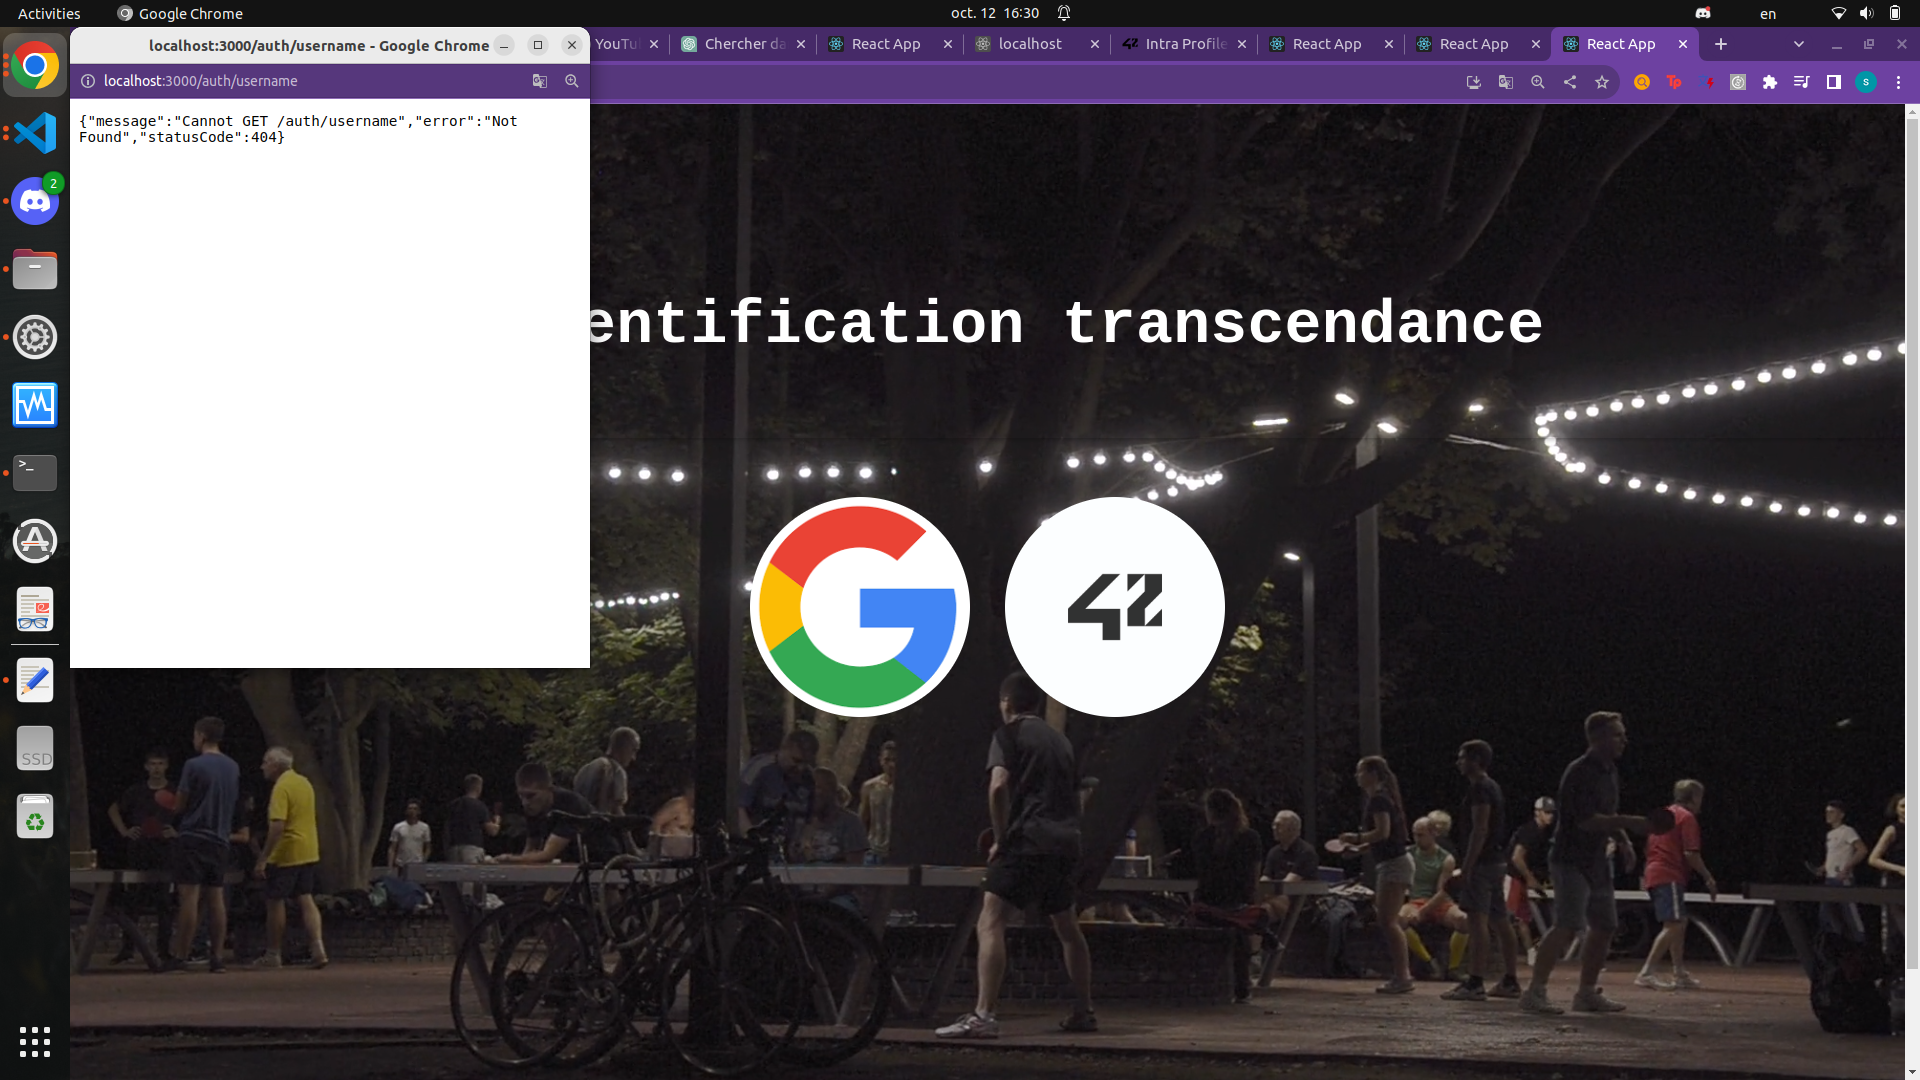 Activities
Google Chrome
oct. 12 16:30
en
localhost:3000/auth/username - Google Chrome
YouTu
Chercher da
React App
localhost
Intra Profile
React App
React App
React App
localhost:3000/auth/username
Tp
s
{"message":"Cannot GET /auth/username","error":"Not
Found","statusCode":404}
2
entification transcendance
42
>_
SSD